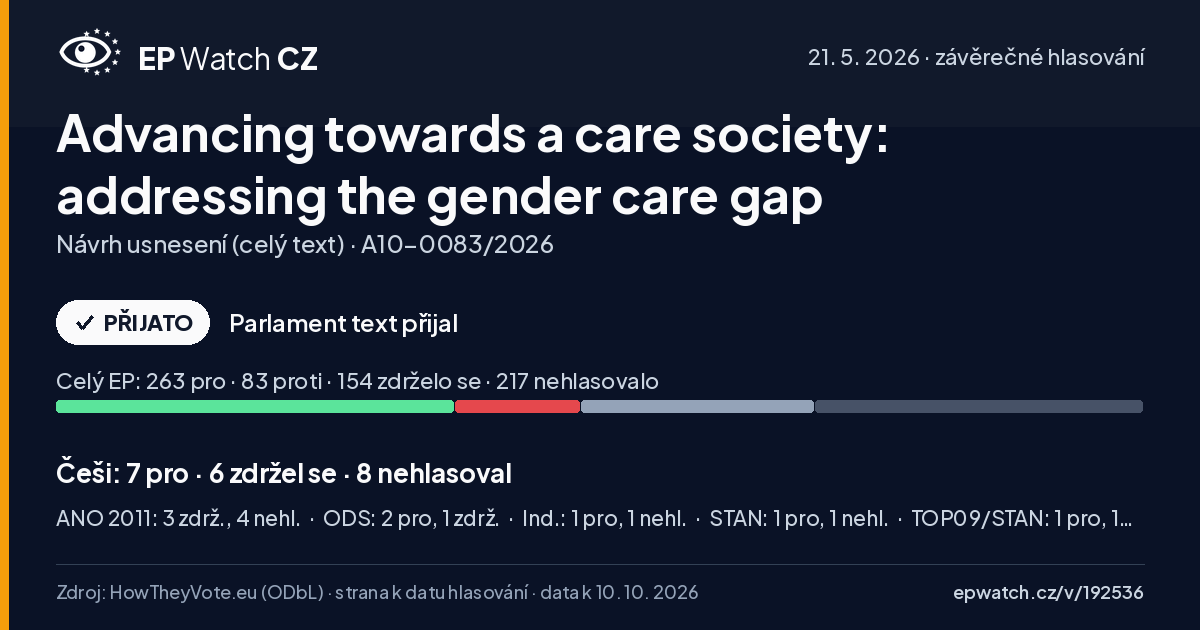 EP Watch CZ
21. 5. 2026 · závěrečné hlasování
Advancing towards a care society:
addressing the gender care gap
Návrh usnesení (celý text) · A10–0083/2026
✓ PŘIJATO
Parlament text přijal
Celý EP: 263 pro · 83 proti · 154 zdrželo se · 217 nehlasovalo
Češi: 7 pro · 6 zdržel se · 8 nehlasoval
ANO 2011: 3 zdrž., 4 nehl. · ODS: 2 pro, 1 zdrž. · Ind.: 1 pro, 1 nehl. · STAN: 1 pro, 1 nehl. · TOP09/STAN: 1 pro, 1…
Zdroj: HowTheyVote.eu (ODbL) · strana k datu hlasování · data k 10. 10. 2026
epwatch.cz/v/192536